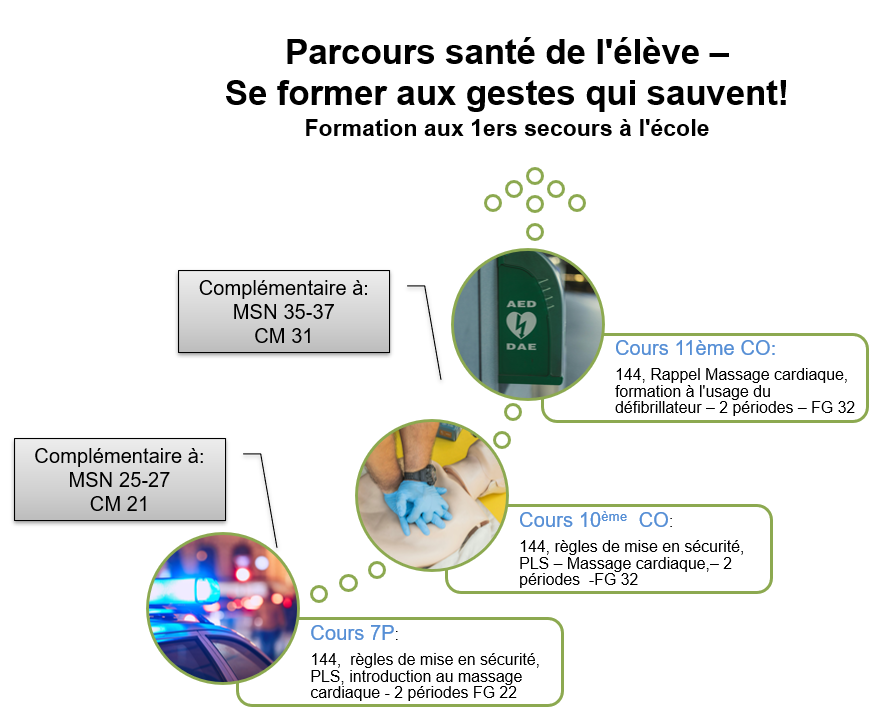 Parcours santé de l'élève –
Se former aux gestes qui sauvent!
Formation aux 1ers secours à l'école
AED
DAE
Complémentaire à:
MSN 35-37
CM 31
Cours 11ème CO:
144, Rappel Massage cardiaque,
formation à l'usage du
défibrillateur – 2 périodes – FG 32
Complémentaire à:
MSN 25-27
CM 21
Cours 10ème  CO:
144, règles de mise en sécurité,
PLS – Massage cardiaque,– 2
périodes  -FG 32
Cours 7P:
144,  règles de mise en sécurité,
PLS, introduction au massage
cardiaque - 2 périodes FG 22